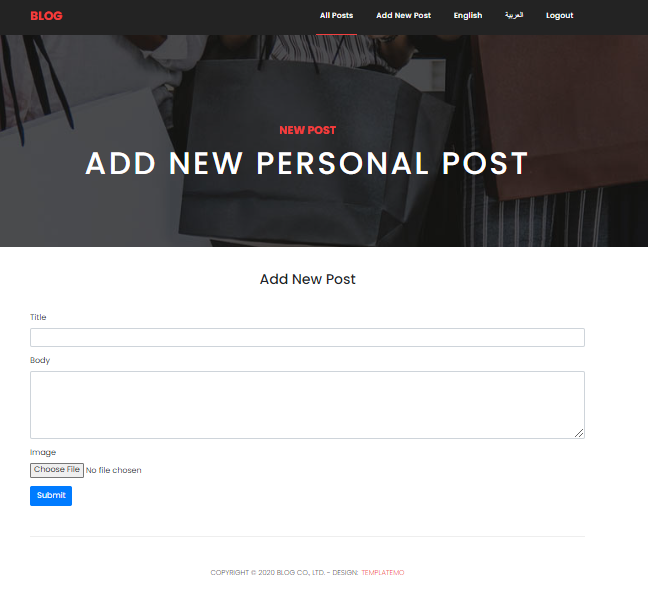 BLOG
All Posts Add New Post English العربية Logout
NEW POST
ADD NEW PERSONAL POST
Add New Post
Title
Body
Image
Choose File No file chosen
Submit
COPYRIGHT © 2020 BLOG CO., LTD. - DESIGN: TEMPLATEMO